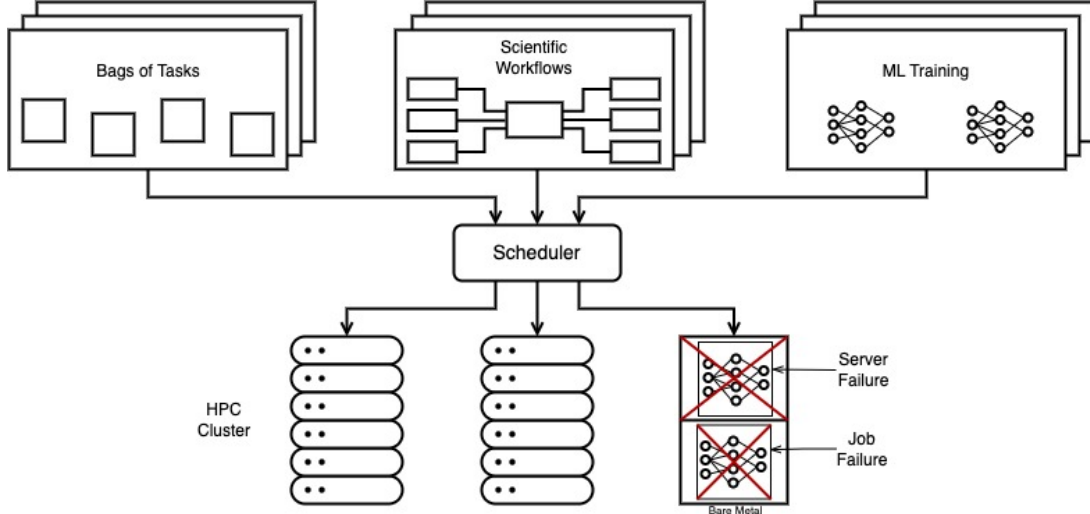 Bags of Tasks
Scientific
Workflows
ML Training
Scheduler
HPC
Cluster
Server
Failure
Job
Failure
Bare Metal